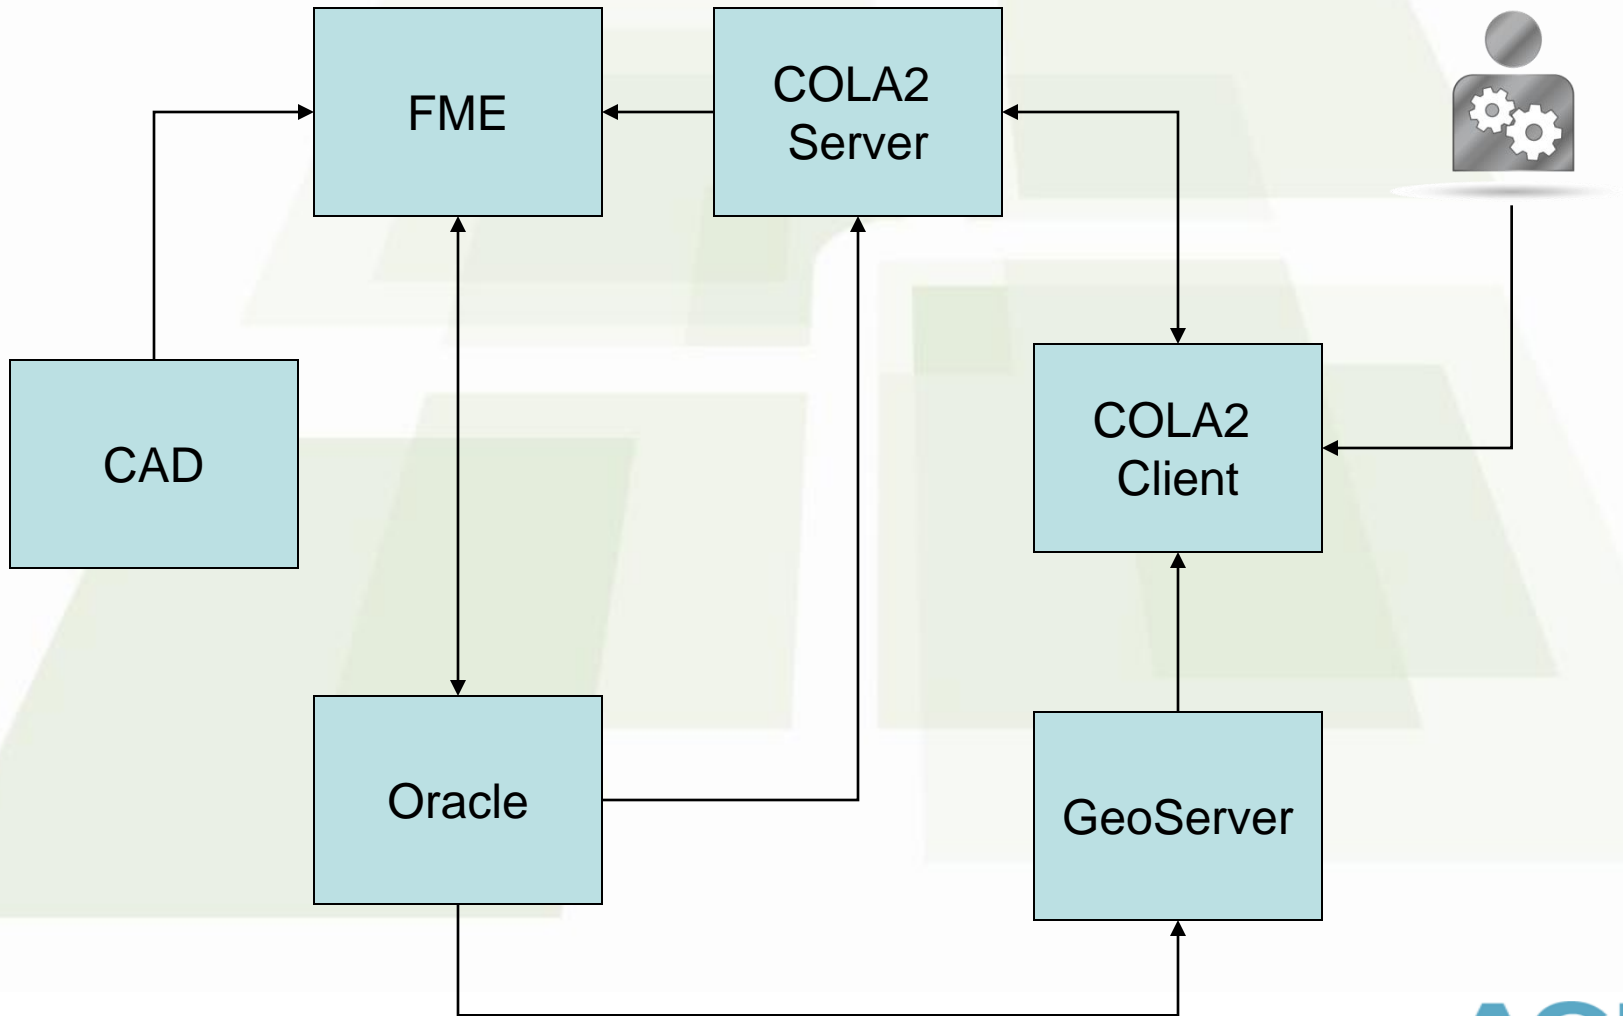 FME
COLA2
Server
CAD
COLA2
Client
Oracle
GeoServer